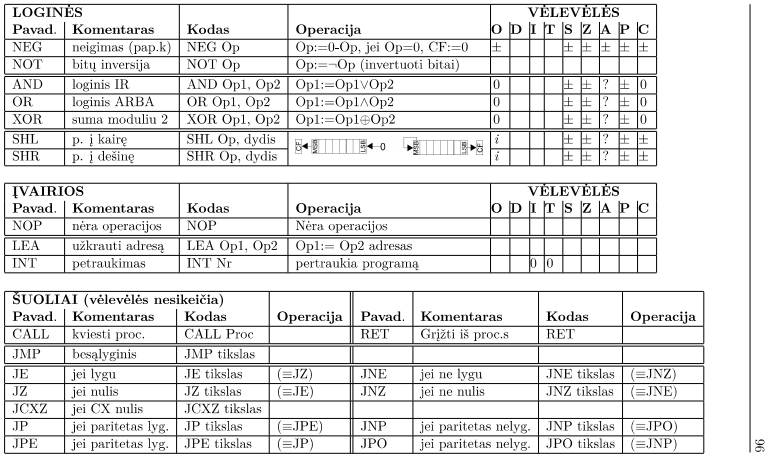 LOGINĖS VĖLEVĖLĖS
Pavad. Komentaras Kodas Operacija O D I T S Z A P C
NEG neigimas (pap.k) NEG Op Op:=0-Op, jei Op=0, CF:=0 ± ± ± ± ± ±
NOT bitų inversija NOT Op Op:=¬Op (invertuoti bitai)
AND loginis IR AND Op1, Op2 Op1:=Op1∨Op2 0 ± ± ? ± 0
OR loginis ARBA OR Op1, Op2 Op1:=Op1∧Op2 0 ± ± ? ± 0
XOR suma moduliu 2 XOR Op1, Op2 Op1:=Op1⊕Op2 0 ± ± ? ± 0
SHL p. į kairę SHL Op, dydis CF MSB LSB 0 MSB LSB CF i ± ± ? ± ±
SHR p. į dešinę SHR Op, dydis i ± ± ? ± ±
ĮVAIRIOS VĖLEVĖLĖS
Pavad. Komentaras Kodas Operacija O D I T S Z A P C
NOP nėra operacijos NOP Nėra operacijos
LEA užkrauti adresą LEA Op1, Op2 Op1:= Op2 adresas
INT petraukimas INT Nr pertraukia programą 0 0
ŠUOLIAI (vėlevėlės nesikeičia)
Pavad. Komentaras Kodas Operacija Pavad. Komentaras Kodas Operacija
CALL kviesti proc. CALL Proc RET Grįžti iš proc.s RET
JMP besąlyginis JMP tikslas
JE jei lygu JE tikslas (≡JZ) JNE jei ne lygu JNE tikslas (≡JNZ)
JZ jei nulis JZ tikslas (≡JE) JNZ jei ne nulis JNZ tikslas (≡JNE)
JCXZ jei CX nulis JCXZ tikslas
JP jei paritetas lyg. JP tikslas (≡JPE) JNP jei paritetas nelyg. JNP tikslas (≡JPO)
JPE jei paritetas lyg. JPE tikslas (≡JP) JPO jei paritetas nelyg. JPO tikslas (≡JNP)
96